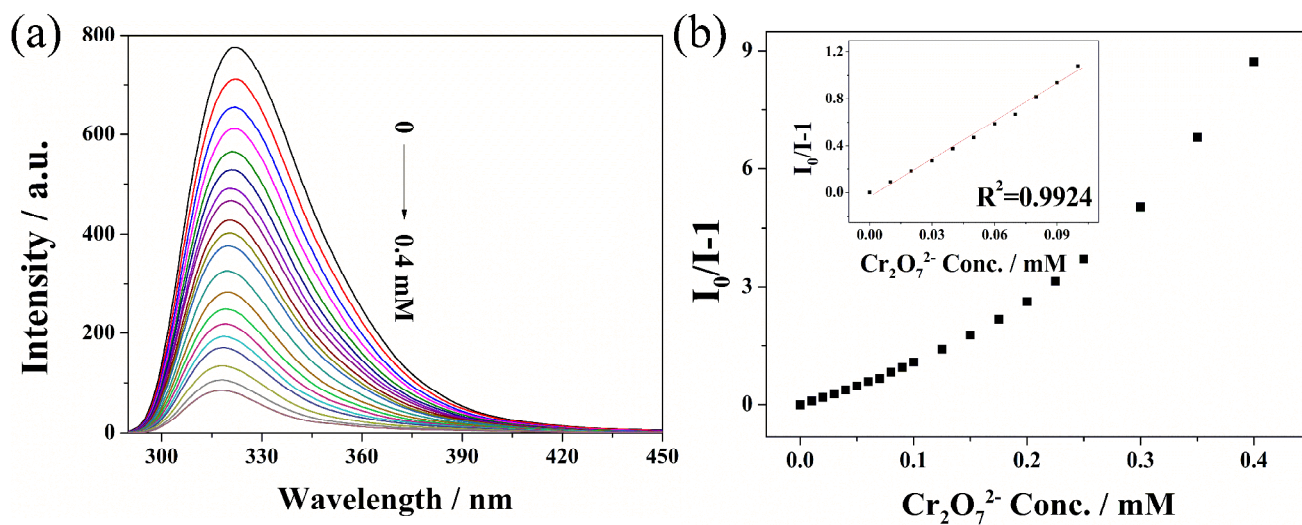 (a)
800
600
400
200
0
Intensity / a.u.
0
0.4 mM
300
330
360
390
420
450
Wavelength / nm
(b)
9
6
3
0
I₀/I-1
0.0
0.1
0.2
0.3
0.4
Cr₂O₇²⁻ Conc. / mM
1.2
0.8
0.4
0.0
I₀/I-1
R²=0.9924
0.00
0.03
0.06
0.09
Cr₂O₇²⁻ Conc. / mM